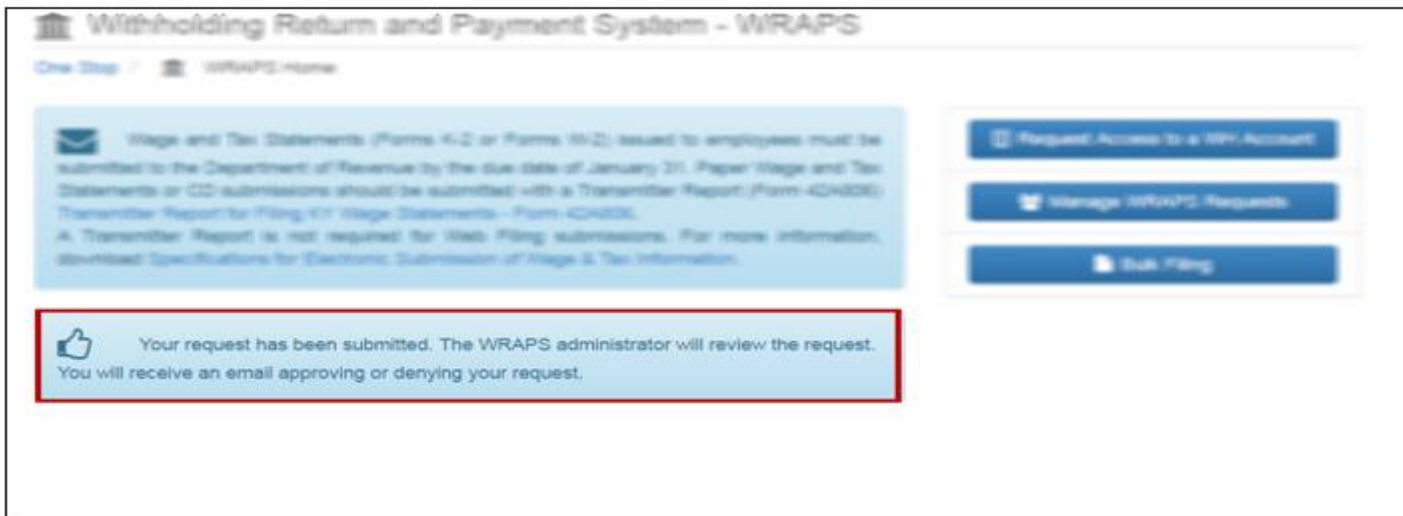 Withholding Return and Payment System - WRAPS
One Stop / WRAPS Home
Wage and Tax Statements (Forms K-2 or Forms W-2) issued to employees must be
submitted to the Department of Revenue by the due date of January 31. Paper Wage and Tax
Statements or CD submissions should be submitted with a Transmitter Report (Form 42A806)
Transmitter Report for Filing KY Wage Statements - Form 42A806.
A Transmitter Report is not required for Web Filing submissions. For more information,
download Specifications for Electronic Submission of Wage & Tax Information.
Your request has been submitted. The WRAPS administrator will review the request.
You will receive an email approving or denying your request.
Request Access to a WH Account
Manage WRAPS Requests
Bulk Filing